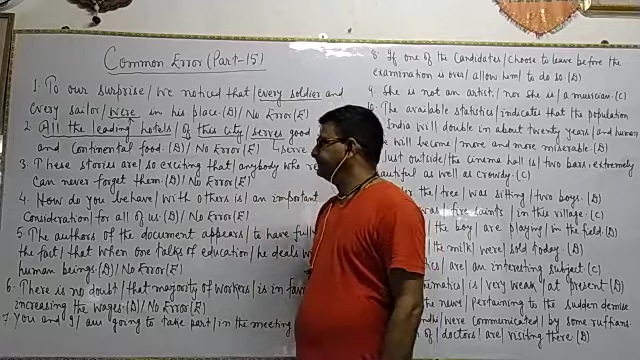 Common Error (Part-15)
1. To our surprise/we noticed that/every soldier and
every sailor/were in his place.(D)/No Error(E)
2. All the leading hotels/of this city/serves good
and continental food.(D)/No Error(E) serve
3. These stories are/so exciting that/anybody who
can never forget them.(D)/No Error(E)
4. How do you behave/with others is/an important
Consideration/for all of us.(D)/No Error(E)
5. The authors of the document appears/to have
the fact/that when one talks of education/he deals
human beings.(D)/No Error(E)
6. There is no doubt/that majority of workers/is in
increasing the wages.(D)/No Error(E)
7. You and I/am going to take part/in the meeting
8. If one of the Candidates/choose to leave before the
examination is over/allow him/to do so.(D)
9. She is not an artist/nor she is/a musician.(C)
10. The available statistics/indicates that the population
India will double in about twenty years/and human
will become/more and more miserable.(D)
Just outside/the cinema hall is/two bars, extremely
as well as crowdy.(C)
the tree/was sitting/two boys.(D)
was five saints/in this village.(C)
the boy/are playing/in the field.(D)
the milk/were/sold today.(D)
are/an interesting subject.(C)
is/very weak/at present(D)
the news/pertaining to the sudden demise
were communicated/by some ruffians.
of/doctors/are/visiting there.(D)